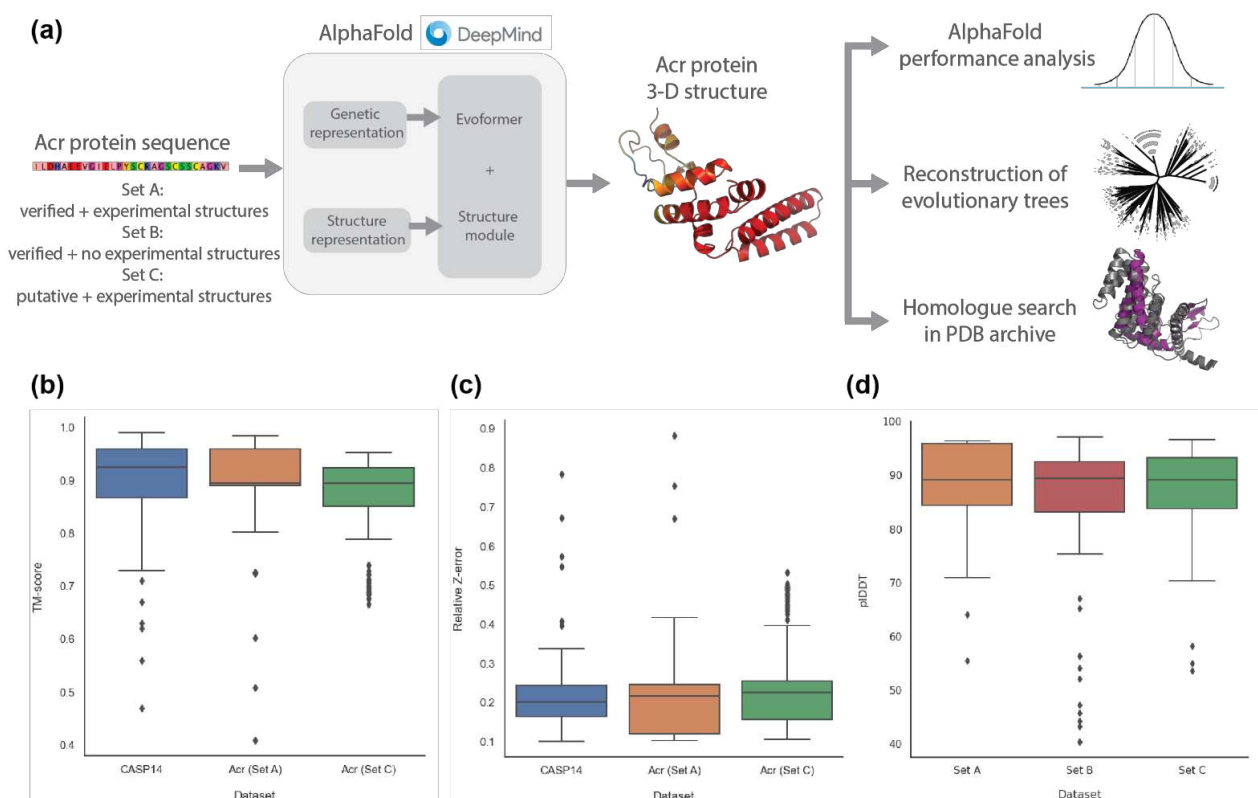 (a)
AlphaFold
DeepMind
Genetic
representation
Evoformer
+
Structure
representation
Structure
module
Acr protein sequence
I L D H A E E V G I E L P Y S C R A G S C S S C A G K V
Set A:
verified + experimental structures
Set B:
verified + no experimental structures
Set C:
putative + experimental structures
Acr protein
3-D structure
AlphaFold
performance analysis
Reconstruction of
evolutionary trees
Homologue search
in PDB archive
(b)
1.0
0.9
0.8
0.7
0.6
0.5
0.4
TM-score
CASP14
Acr (Set A)
Acr (Set C)
Dataset
(c)
0.9
0.8
0.7
0.6
0.5
0.4
0.3
0.2
0.1
Relative Z-error
CASP14
Acr (Set A)
Acr (Set C)
Dataset
(d)
100
90
80
70
60
50
40
plDDT
Set A
Set B
Set C
Dataset